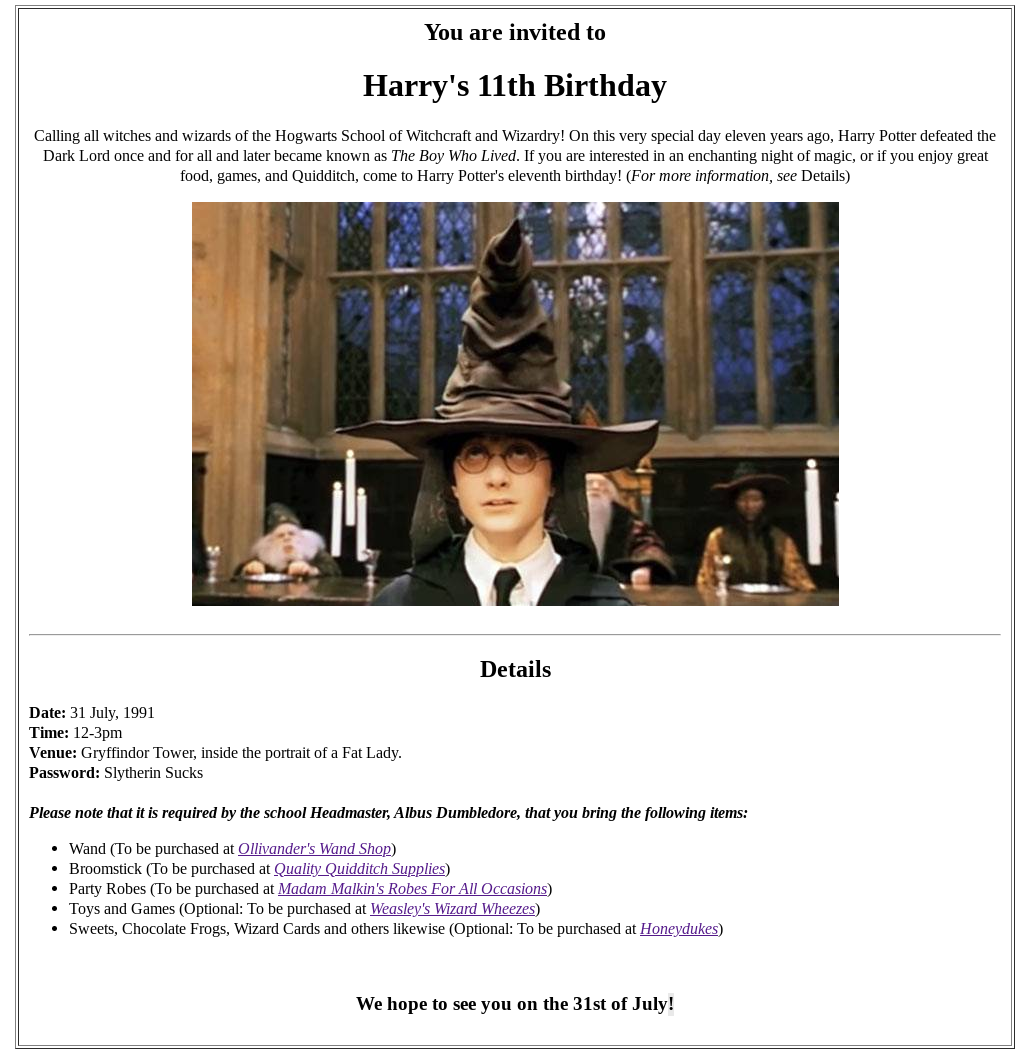 You are invited to
Harry's 11th Birthday
Calling all witches and wizards of the Hogwarts School of Witchcraft and Wizardry! On this very special day eleven years ago, Harry Potter defeated the
Dark Lord once and for all and later became known as The Boy Who Lived. If you are interested in an enchanting night of magic, or if you enjoy great
food, games, and Quidditch, come to Harry Potter's eleventh birthday! (For more information, see Details)
Details
Date: 31 July, 1991
Time: 12-3pm
Venue: Gryffindor Tower, inside the portrait of a Fat Lady.
Password: Slytherin Sucks
Please note that it is required by the school Headmaster, Albus Dumbledore, that you bring the following items:
• Wand (To be purchased at Ollivander's Wand Shop)
• Broomstick (To be purchased at Quality Quidditch Supplies)
• Party Robes (To be purchased at Madam Malkin's Robes For All Occasions)
• Toys and Games (Optional: To be purchased at Weasley's Wizard Wheezes)
• Sweets, Chocolate Frogs, Wizard Cards and others likewise (Optional: To be purchased at Honeydukes)
We hope to see you on the 31st of July!